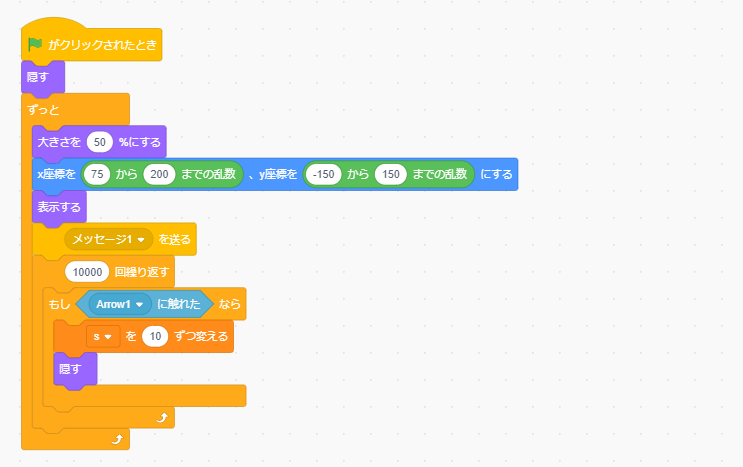 がクリックされたとき
隠す
ずっと
大きさを 50 %にする
x座標を 75 から 200 までの乱数 、y座標を -150 から 150 までの乱数 にする
表示する
メッセージ1 を送る
10000 回繰り返す
もし Arrow1 に触れた なら
s を 10 ずつ変える
隠す